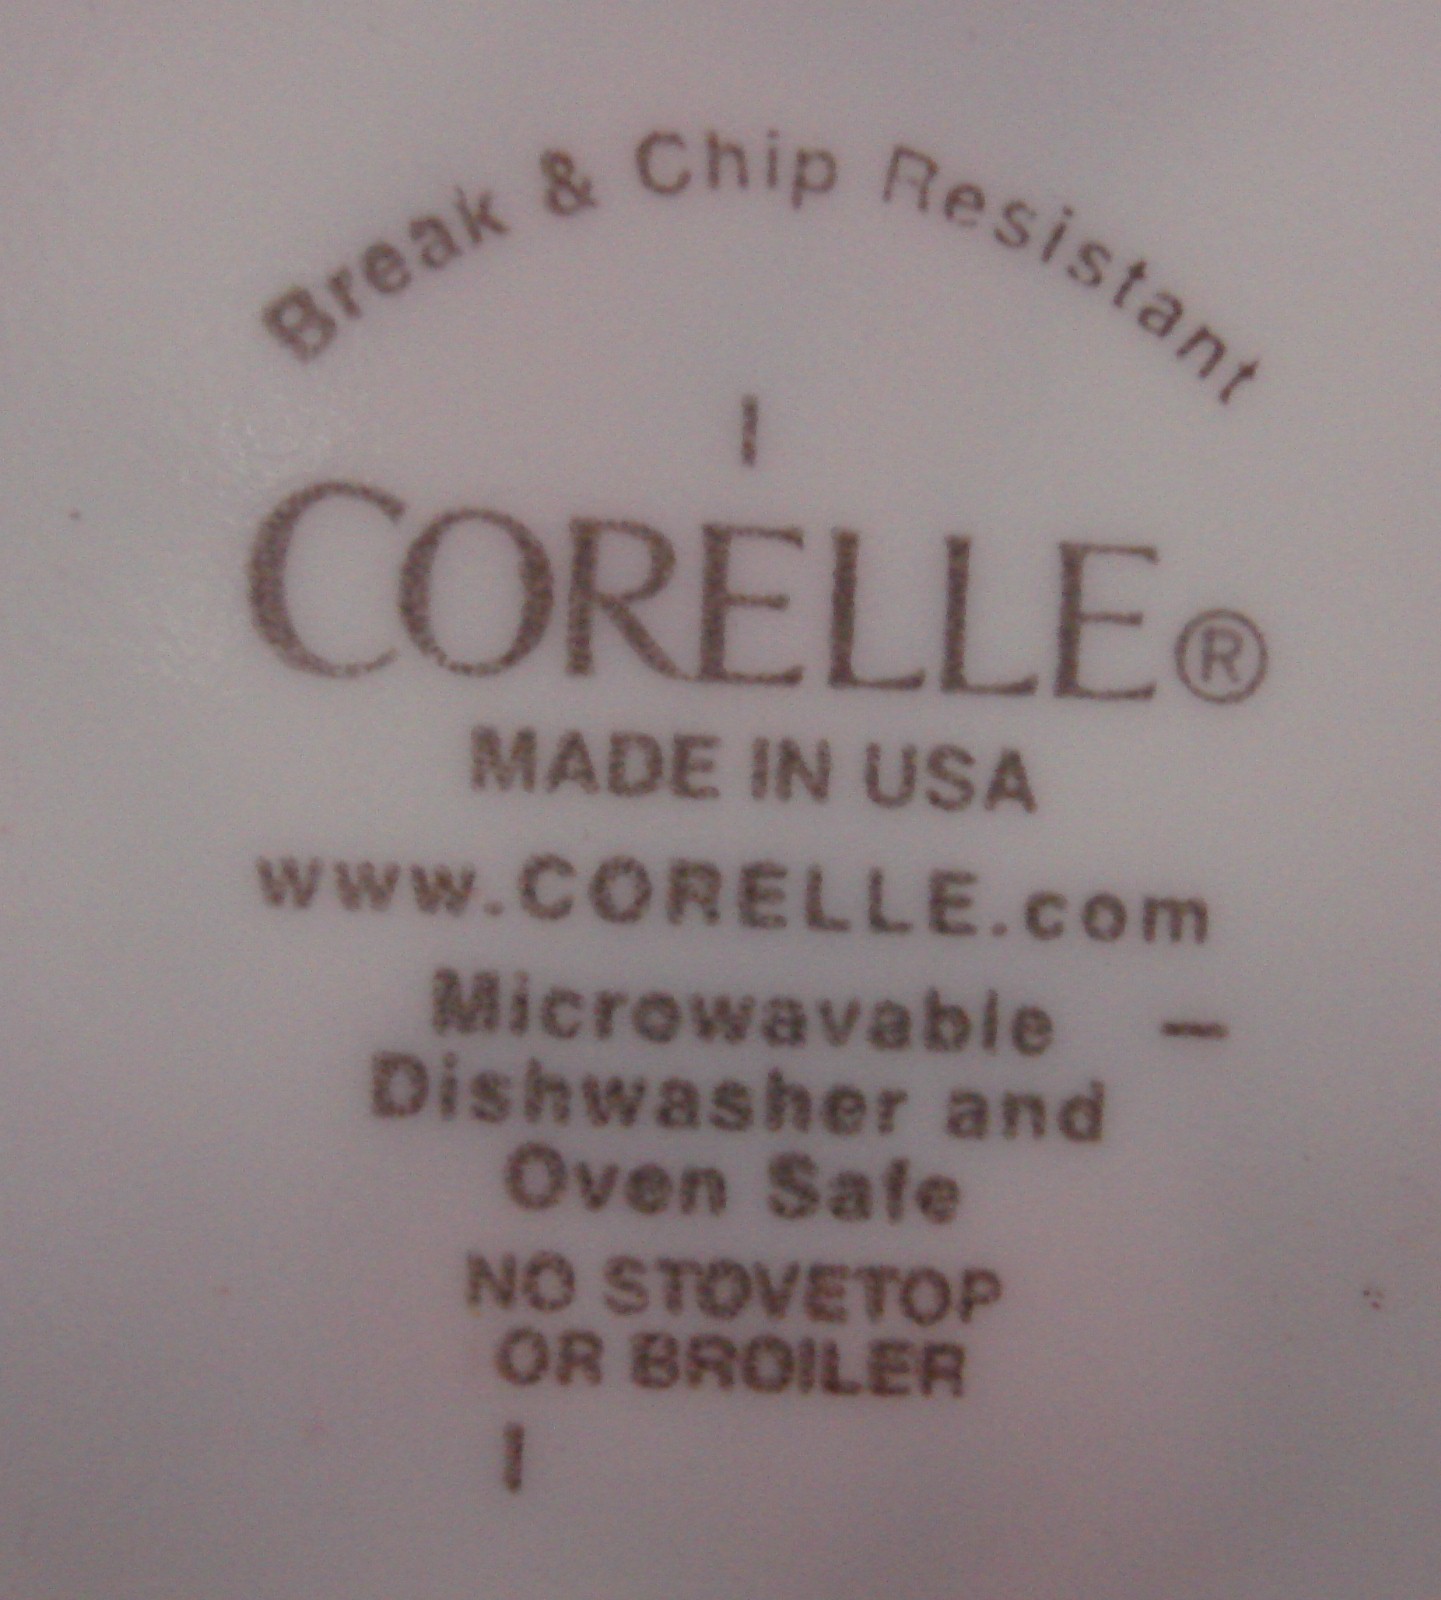 Break & Chip Resistant
I
CORELLE®
MADE IN USA
www.CORELLE.com
Microwavable –
Dishwasher and
Oven Safe
NO STOVETOP
OR BROILER
I